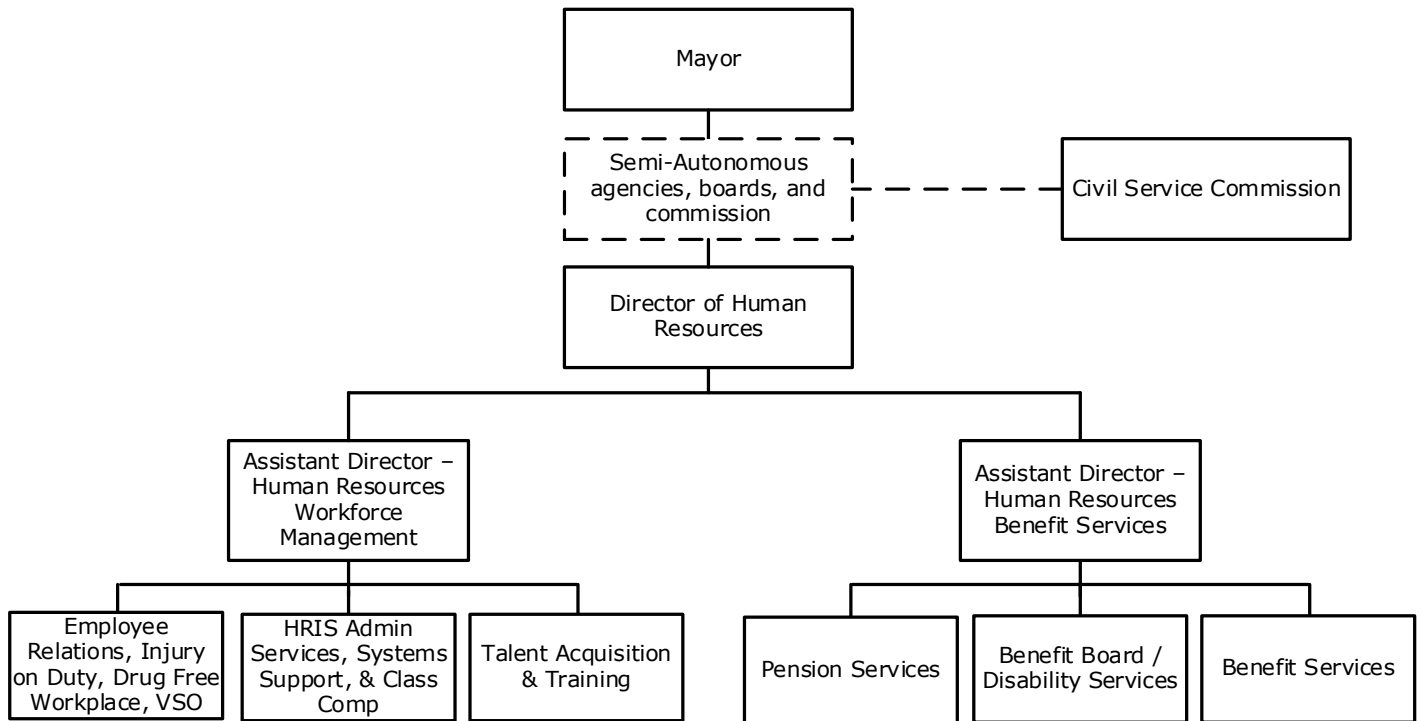 Mayor
Semi-Autonomous
agencies, boards, and
commission
Civil Service Commission
Director of Human
Resources
Assistant Director –
Human Resources
Workforce
Management
Assistant Director –
Human Resources
Benefit Services
Employee
Relations, Injury
on Duty, Drug Free
Workplace, VSO
HRIS Admin
Services, Systems
Support, & Class
Comp
Talent Acquisition
& Training
Pension Services
Benefit Board /
Disability Services
Benefit Services